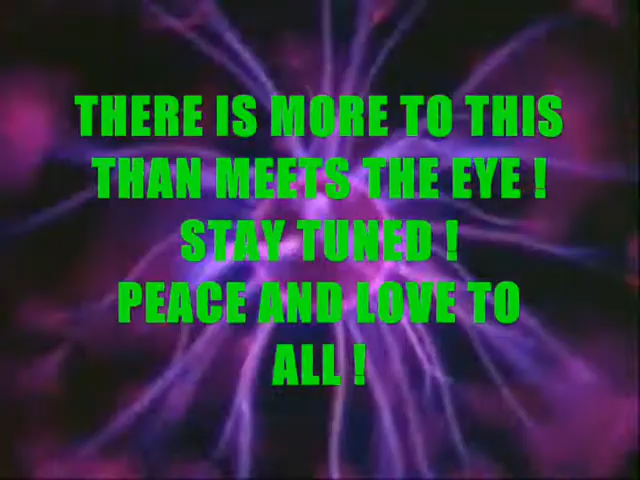 THERE IS MORE TO THIS
THAN MEETS THE EYE !
STAY TUNED !
PEACE AND LOVE TO
ALL !